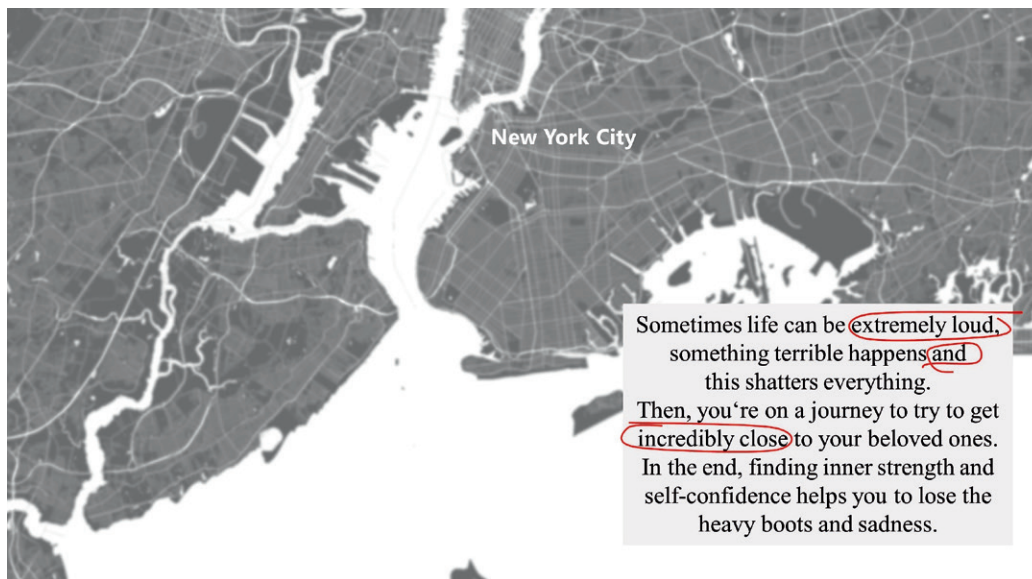 New York City
Sometimes life can be extremely loud,
something terrible happens and
this shatters everything.
Then, you‘re on a journey to try to get
incredibly close to your beloved ones.
In the end, finding inner strength and
self-confidence helps you to lose the
heavy boots and sadness.